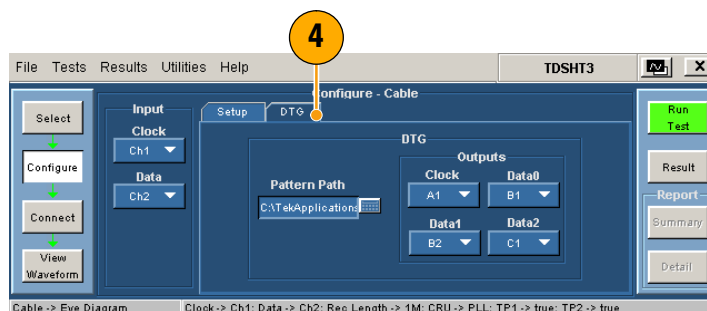 4
File Tests Results Utilities Help TDSHT3 X
Configure - Cable
Select
Configure
Connect
View
Waveform
Input
Clock
Ch1
Data
Ch2
Setup DTG
DTG
Pattern Path
C:\TekApplications
Outputs
Clock Data0
A1 B1
Data1 Data2
B2 C1
Run
Test
Result
Report
Summary
Detail
Cable -> Eye Diagram Clock -> Ch1: Data -> Ch2: Rec Length -> 1M: CRU -> PLL: TP1 -> true: TP2 -> true